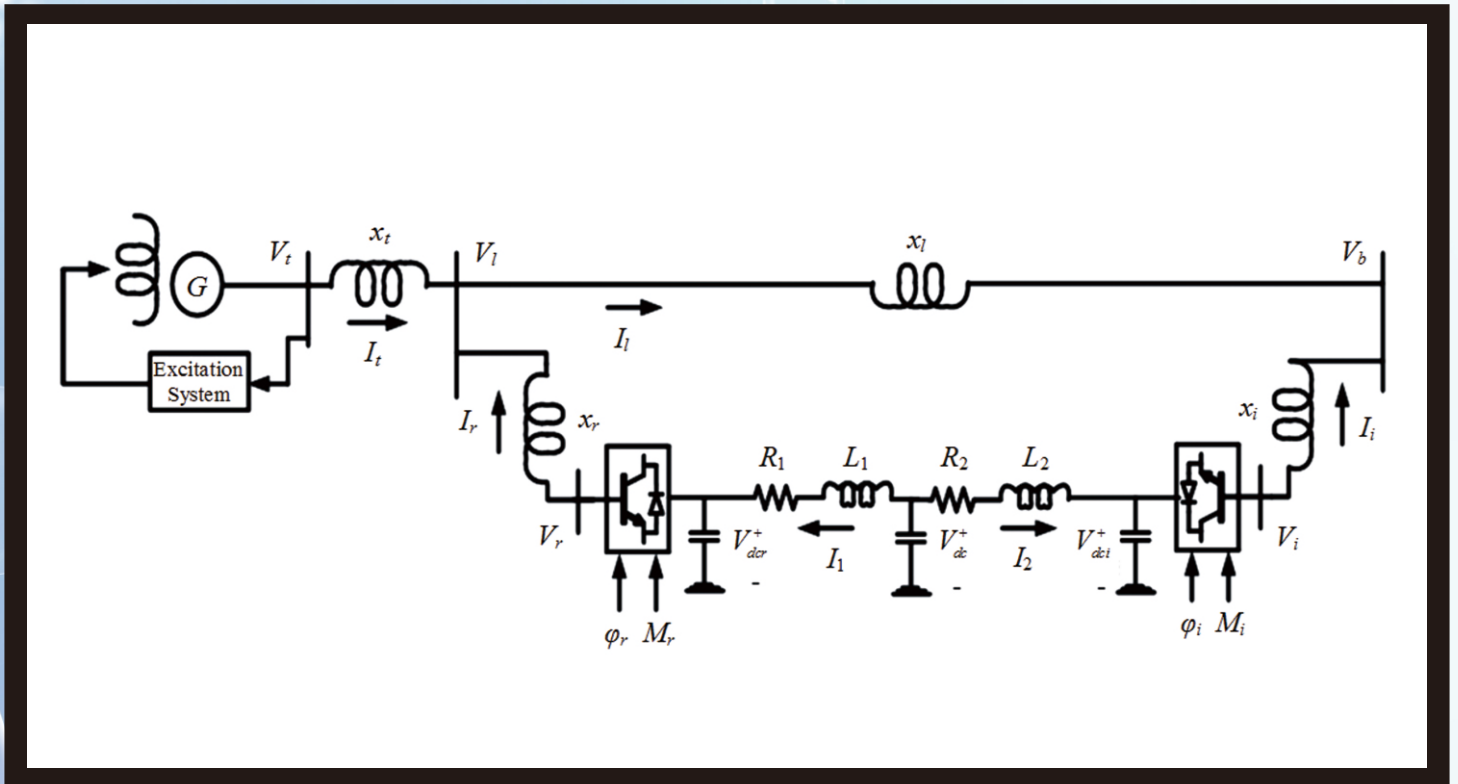 V_t
x_t
V_l
x_l
V_b
G
I_t
I_l
Excitation
System
I_r
x_r
x_i
I_i
R_1
L_1
R_2
L_2
V_r
V_dcr
+
-
I_1
V_dc
+
-
I_2
V_dci
+
-
V_i
φ_r M_r
φ_i M_i